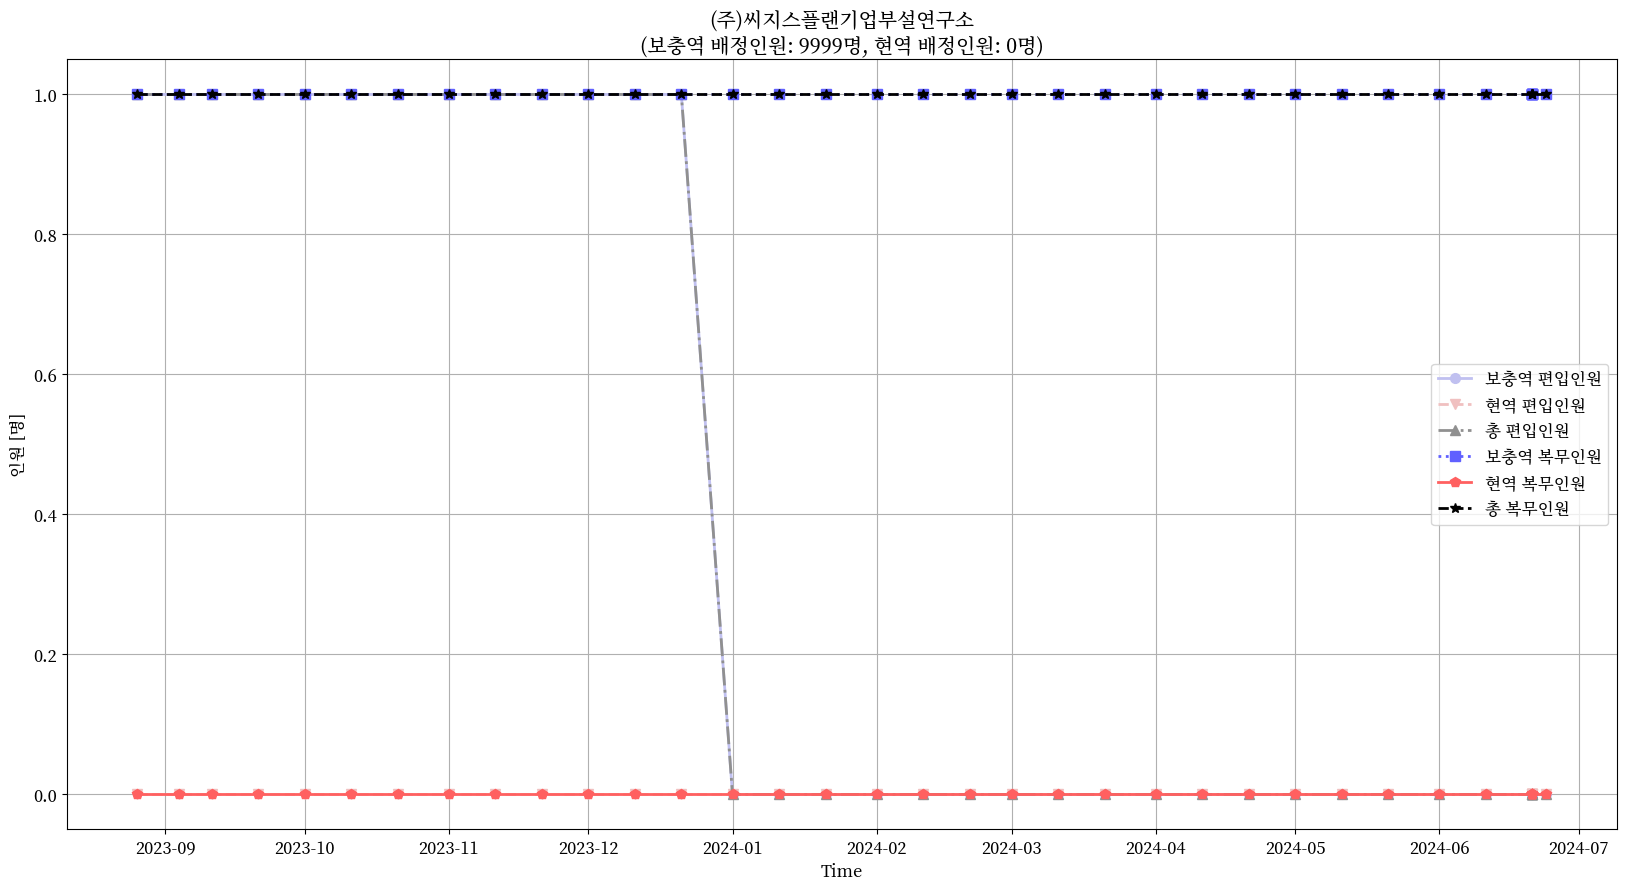 (주)씨지스플랜기업부설연구소
(보충역 배정인원: 9999명, 현역 배정인원: 0명)
1.0
0.8
0.6
0.4
0.2
0.0
인원 [명]
보충역 편입인원
현역 편입인원
총 편입인원
보충역 복무인원
현역 복무인원
총 복무인원
2023-09
2023-10
2023-11
2023-12
2024-01
2024-02
2024-03
2024-04
2024-05
2024-06
2024-07
Time